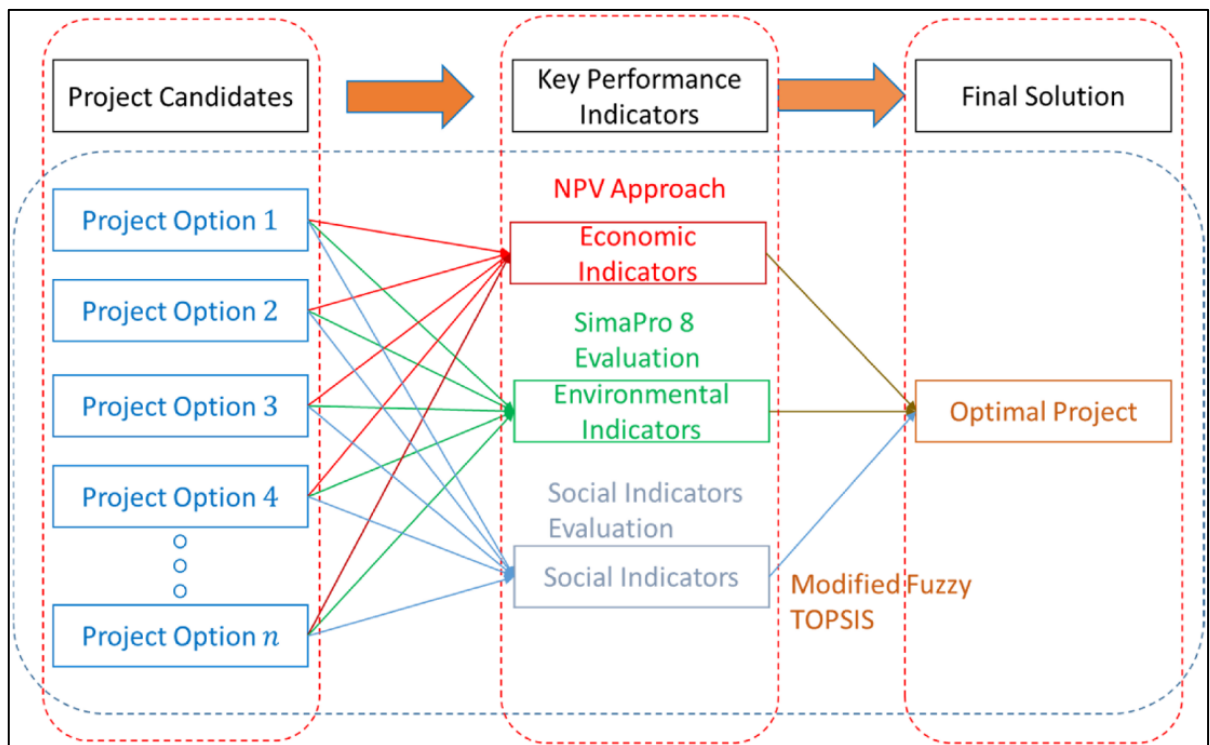 Project Candidates
Key Performance
Indicators
Final Solution
NPV Approach
Project Option 1
Economic
Indicators
Project Option 2
SimaPro 8
Evaluation
Project Option 3
Environmental
Indicators
Optimal Project
Project Option 4
Social Indicators
Evaluation
Social Indicators
Modified Fuzzy
TOPSIS
Project Option n